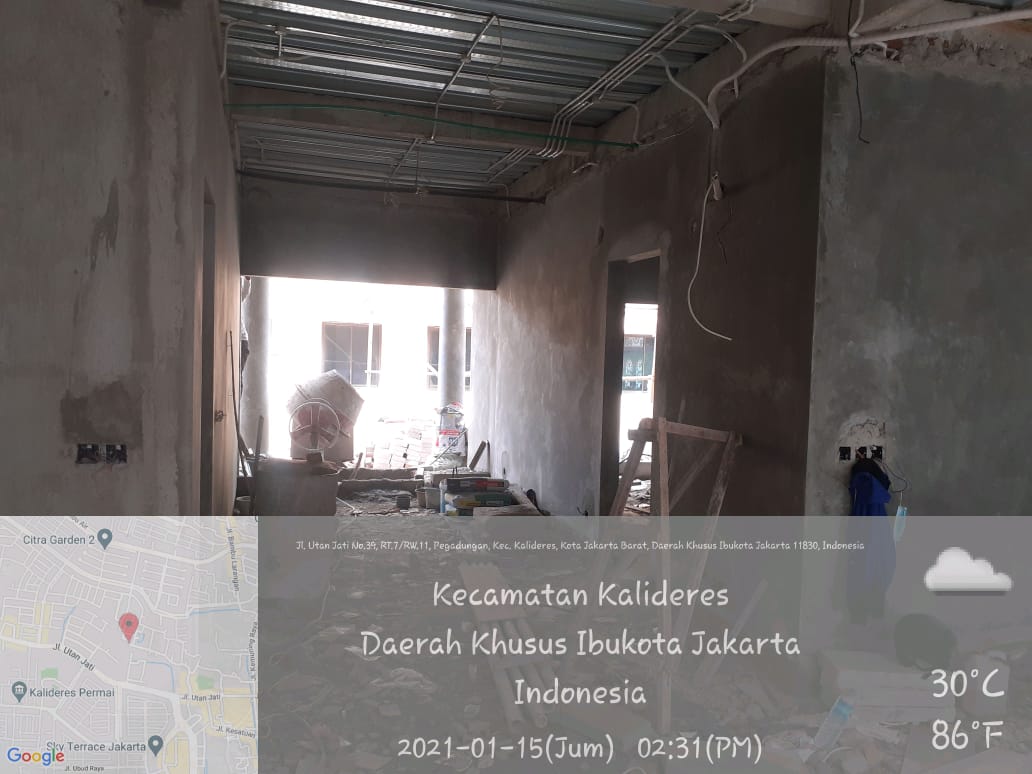 Jl. Utan Jati No.39, RT.7/RW.11, Pegadungan, Kec. Kalideres, Kota Jakarta Barat, Daerah Khusus Ibukota Jakarta 11830, Indonesia
Kecamatan Kalideres
Daerah Khusus Ibukota Jakarta
Indonesia
2021-01-15(Jum) 02:31(PM)
30°C
86°F
Citra Garden 2
Jl. Bambu Larangan
Jl. Utan Jati
Kalideres Permai
Jl. Utan Jati
Jl. Kesatuan
Sky Terrace Jakarta
Google
Jl. Ubud Raya